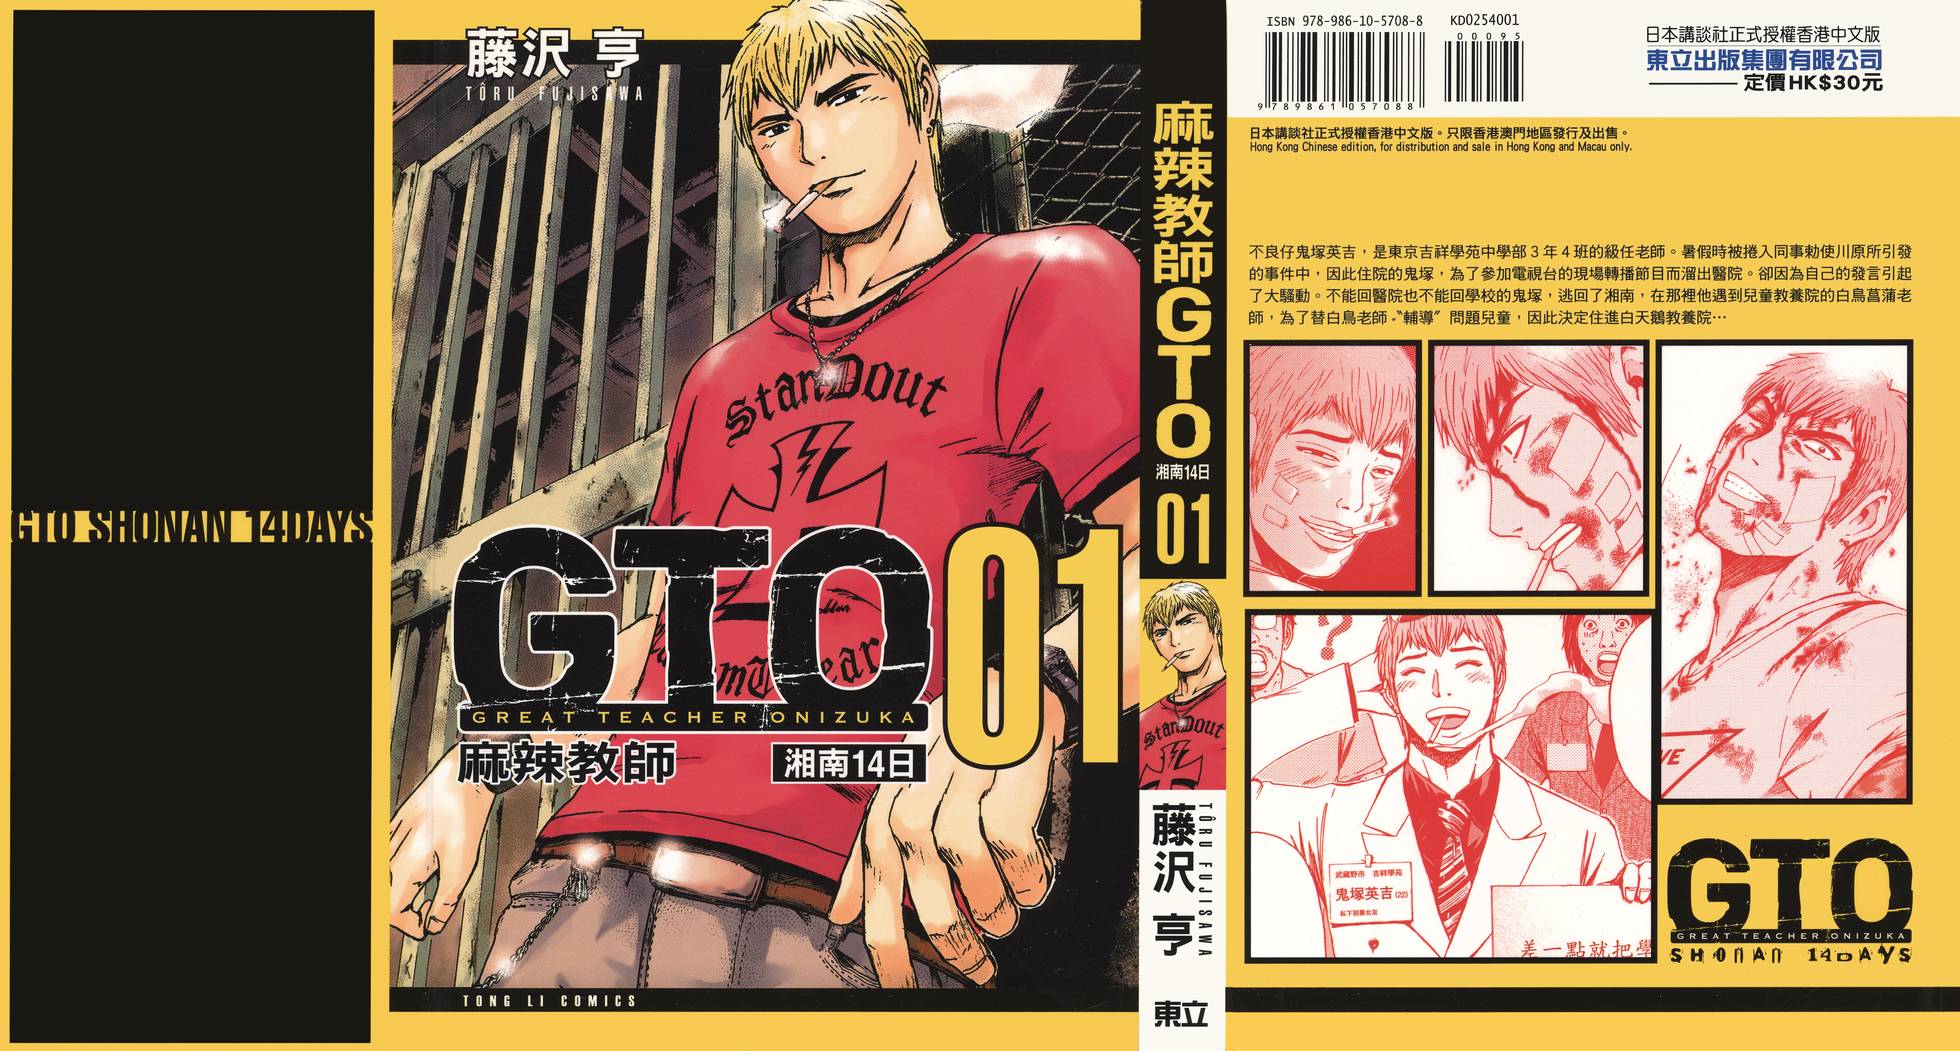 GTO SHONAN 14DAYS
藤沢 亨
TÔRU FUJISAWA
StanDout
GTO
01
GREAT TEACHER ONIZUKA
麻辣教師
湘南14日
TONG LI COMICS
麻辣教師GTO
湘南14日
01
StanDout
藤沢 亨
TÔRU FUJISAWA
東立
ISBN 978-986-10-5708-8
KD0254001
00095
9789861057088
日本講談社正式授權香港中文版
東立出版集團有限公司
定價HK$30元
日本講談社正式授權香港中文版。只限香港澳門地區發行及出售。
Hong Kong Chinese edition, for distribution and sale in Hong Kong and Macau only.
不良仔鬼塚英吉，是東京吉祥學苑中學部3年4班的級任老師。暑假時被捲入同事勅使川原所引發
的事件中，因此住院的鬼塚，為了參加電視台的現場轉播節目而溜出醫院。卻因為自己的發言引起
了大騷動。不能回醫院也不能回學校的鬼塚，逃回了湘南，在那裡他遇到兒童教養院的白鳥菖蒲老
師，為了替白鳥老師〝輔導〞問題兒童，因此決定住進白天鵝教養院…
?
武藏野市 吉祥學苑
鬼塚英吉(22)
差一點就把學
GTO
GREAT TEACHER ONIZUKA
SHONAN 14DAYS